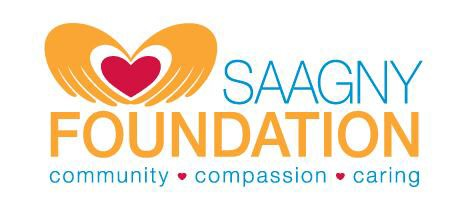 SAAGNY
FOUNDATION
community ♥ compassion ♥ caring